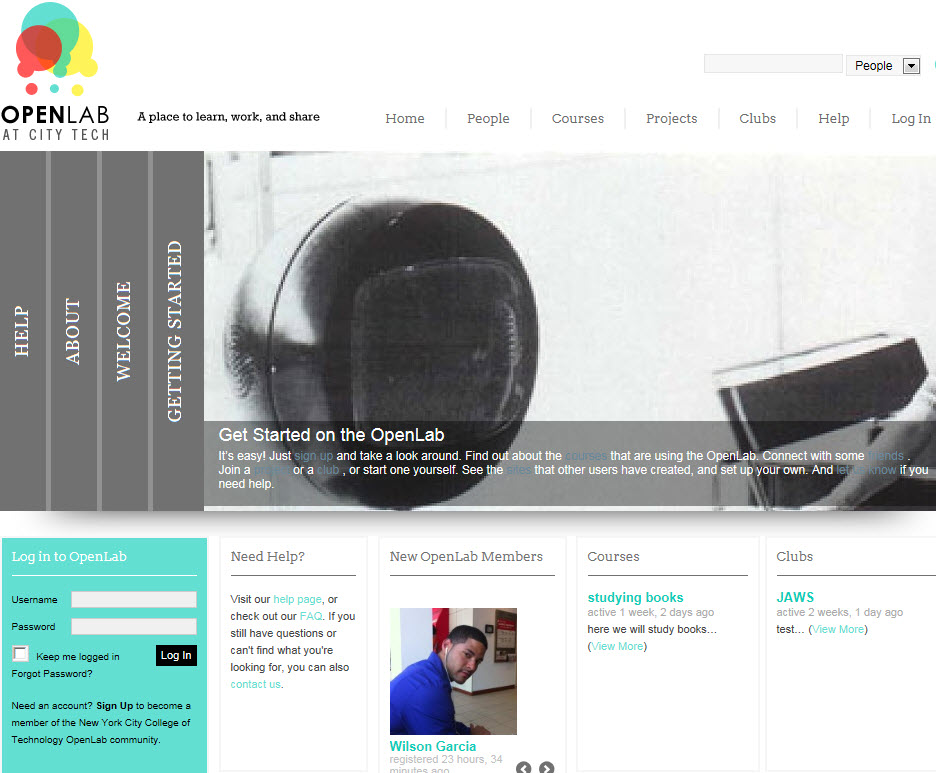 OPENLAB
AT CITY TECH
A place to learn, work, and share
People
Home
People
Courses
Projects
Clubs
Help
Log In
HELP
ABOUT
WELCOME
GETTING STARTED
Get Started on the OpenLab
It's easy! Just sign up and take a look around. Find out about the courses that are using the OpenLab. Connect with some friends .
Join a project or a club , or start one yourself. See the sites that other users have created, and set up your own. And let us know if you
need help.
Log in to OpenLab
Username
Password
Keep me logged in
Log In
Forgot Password?
Need an account? Sign Up to become a
member of the New York City College of
Technology OpenLab community.
Need Help?
Visit our help page, or
check out our FAQ. If you
still have questions or
can't find what you're
looking for, you can also
contact us.
New OpenLab Members
Wilson Garcia
registered 23 hours, 34
minutes ago
Courses
studying books
active 1 week, 2 days ago
here we will study books...
(View More)
Clubs
JAWS
active 2 weeks, 1 day ago
test... (View More)